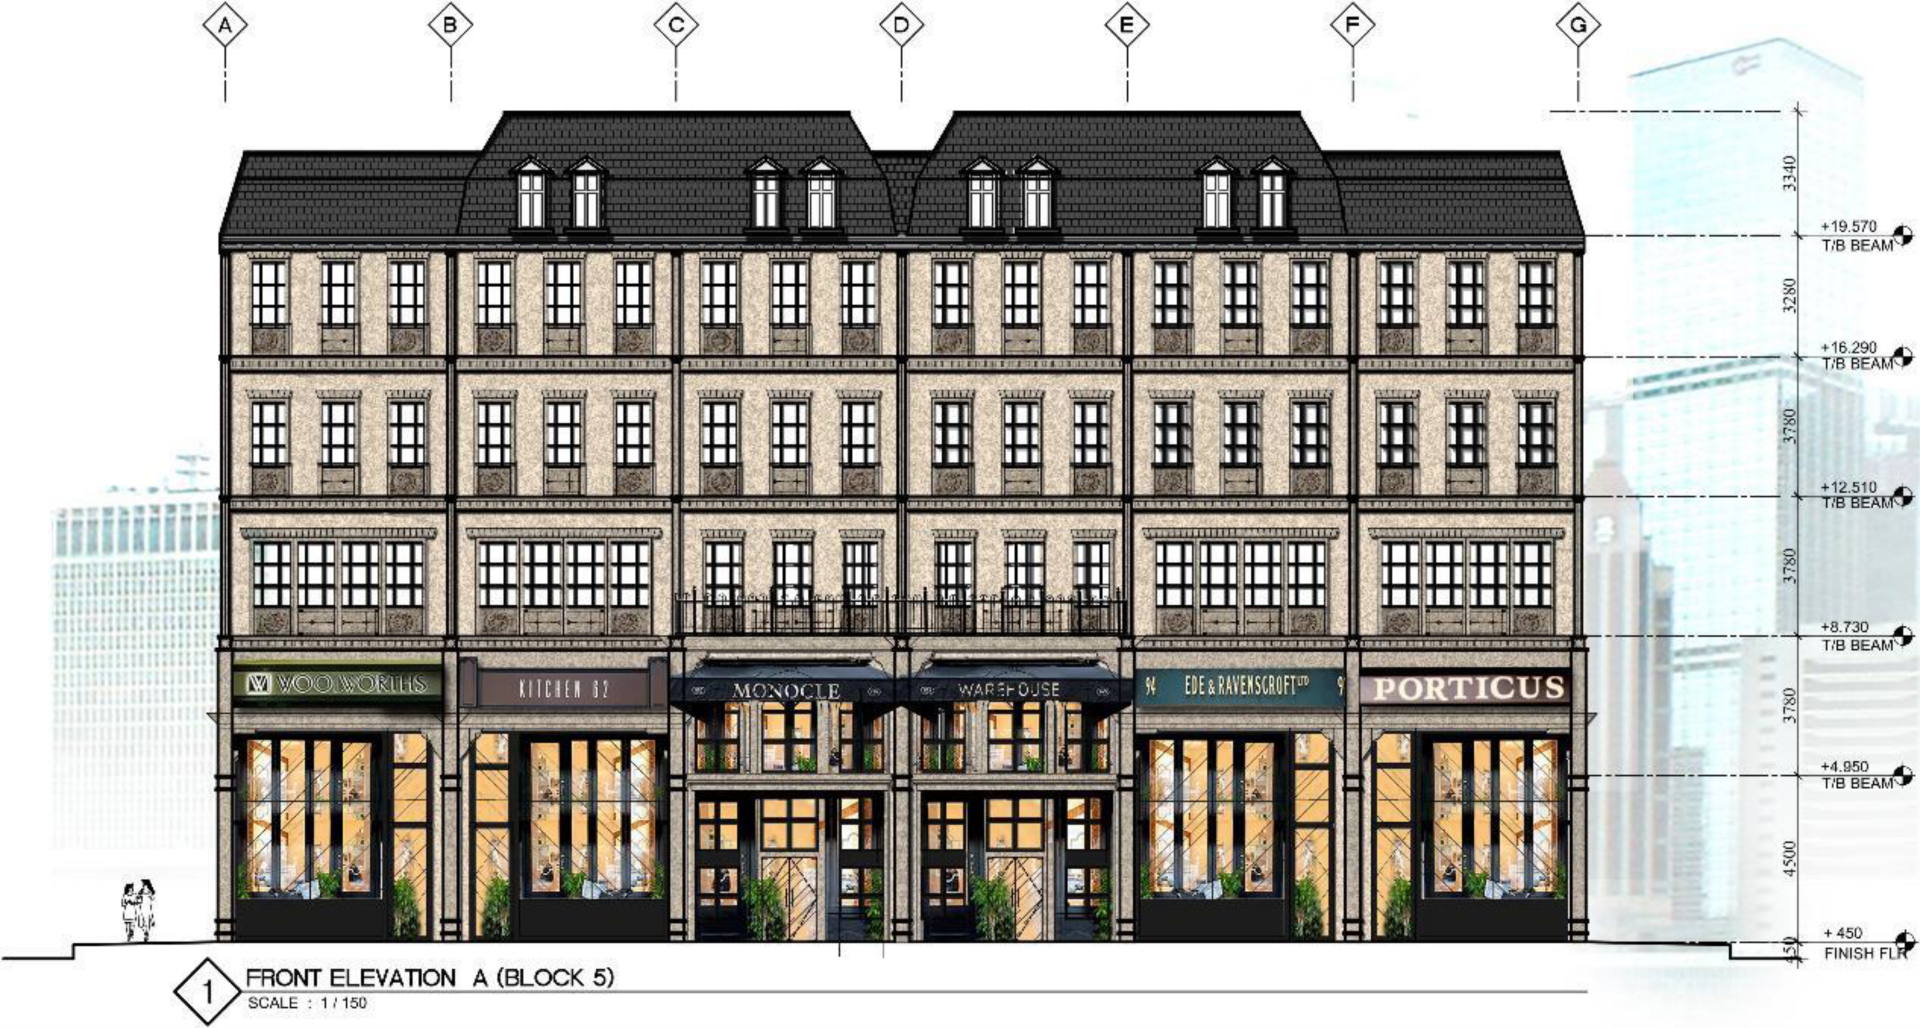 A B C D E F G
3340
+19.570
T/B BEAM
3280
+16.290
T/B BEAM
3780
+12.510
T/B BEAM
3780
+8.730
T/B BEAM
WOOLWORTHS
KITCHEN 62
MONOCLE
WAREHOUSE
94 EDE & RAVENSCROFT LTD 9
PORTICUS
3780
+4.950
T/B BEAM
4500
+ 450
FINISH FLR
450
1
FRONT ELEVATION A (BLOCK 5)
SCALE : 1 / 150